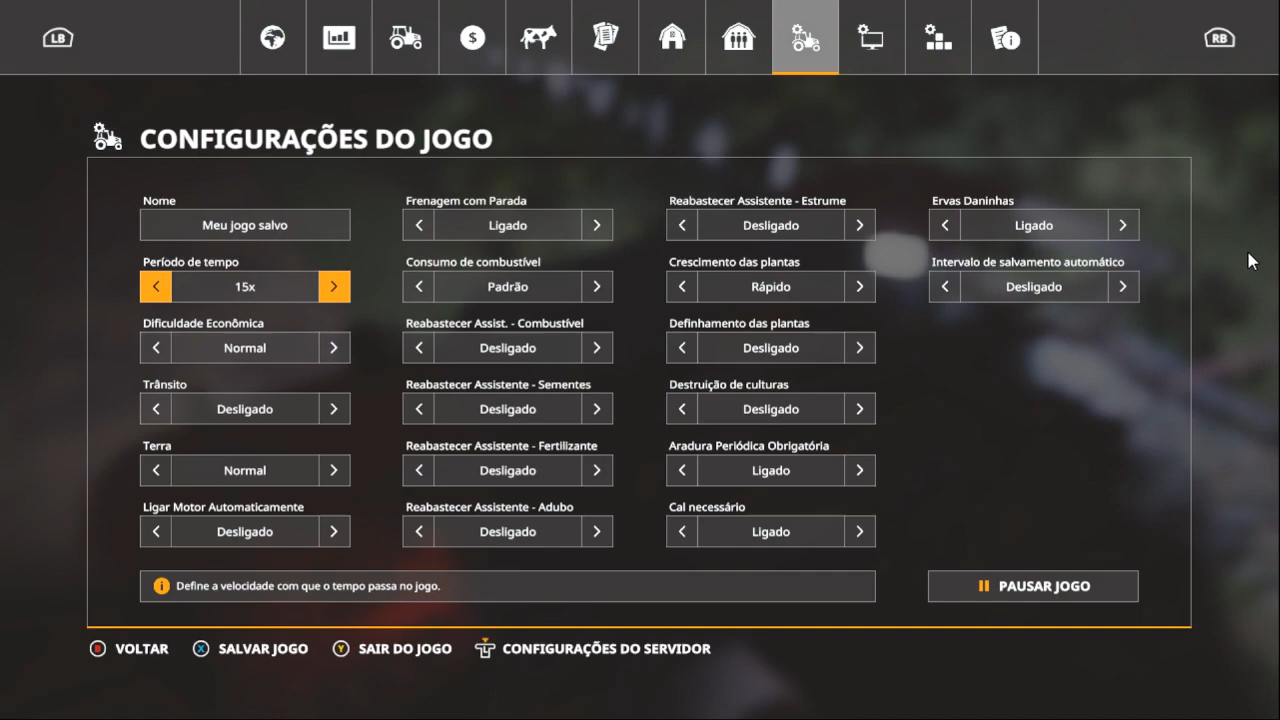 LB
RB
CONFIGURAÇÕES DO JOGO
Nome
Meu jogo salvo
Período de tempo
15x
Dificuldade Econômica
Normal
Trânsito
Desligado
Terra
Normal
Ligar Motor Automaticamente
Desligado
Frenagem com Parada
Ligado
Consumo de combustível
Padrão
Reabastecer Assist. - Combustível
Desligado
Reabastecer Assistente - Sementes
Desligado
Reabastecer Assistente - Fertilizante
Desligado
Reabastecer Assistente - Adubo
Desligado
Reabastecer Assistente - Estrume
Desligado
Crescimento das plantas
Rápido
Definhamento das plantas
Desligado
Destruição de culturas
Desligado
Aradura Periódica Obrigatória
Ligado
Cal necessário
Ligado
Ervas Daninhas
Ligado
Intervalo de salvamento automático
Desligado
Define a velocidade com que o tempo passa no jogo.
PAUSAR JOGO
B VOLTAR
X SALVAR JOGO
Y SAIR DO JOGO
CONFIGURAÇÕES DO SERVIDOR